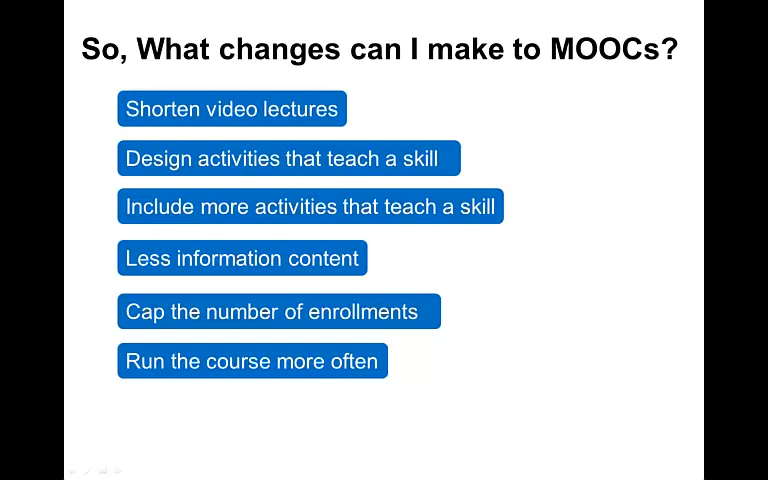 So, What changes can I make to MOOCs?
Shorten video lectures
Design activities that teach a skill
Include more activities that teach a skill
Less information content
Cap the number of enrollments
Run the course more often